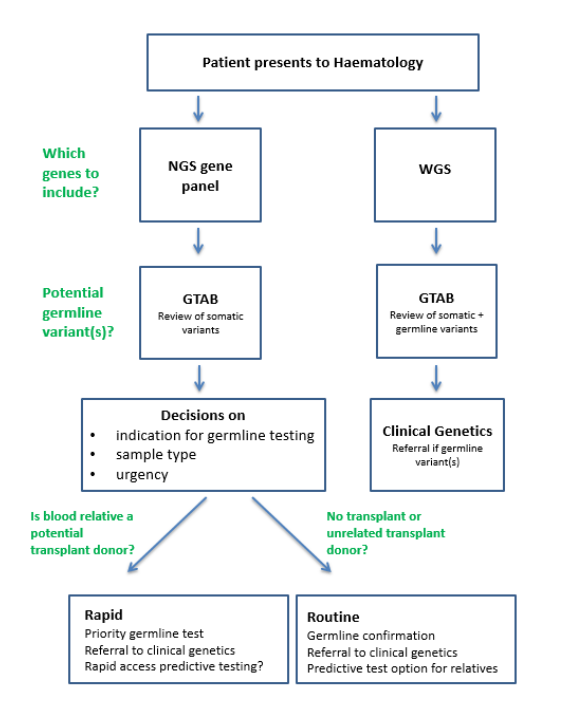 Patient presents to Haematology
Which
genes to
include?
NGS gene
panel
WGS
Potential
germline
variant(s)?
GTAB
Review of somatic
variants
GTAB
Review of somatic +
germline variants
Decisions on
• indication for germline testing
• sample type
• urgency
Clinical Genetics
Referral if germline
variant(s)
Is blood relative a
potential
transplant donor?
No transplant or
unrelated transplant
donor?
Rapid
Priority germline test
Referral to clinical genetics
Rapid access predictive testing?
Routine
Germline confirmation
Referral to clinical genetics
Predictive test option for relatives